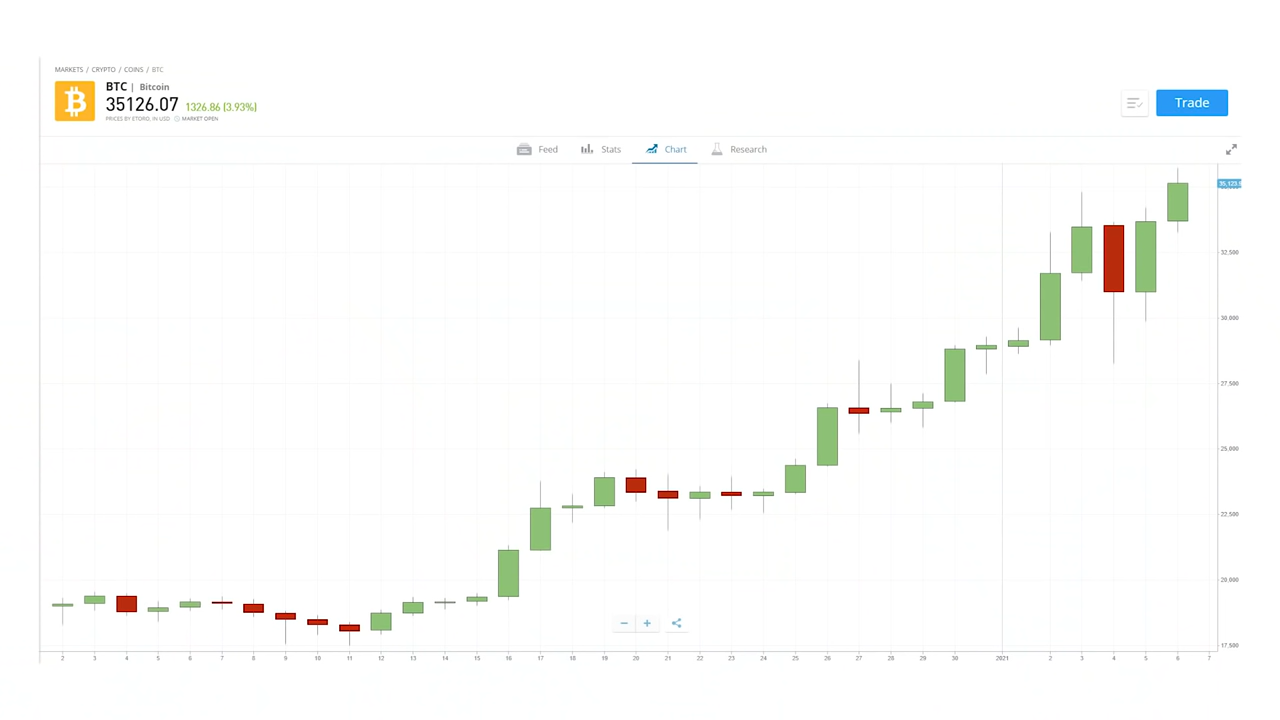 MARKETS / CRYPTO / COINS / BTC
BTC | Bitcoin
35126.07 1326.86 (3.93%)
PRICES BY ETORO, IN USD MARKET OPEN
Trade
Feed Stats Chart Research
35,123.
32,500
30,000
27,500
25,000
22,500
20,000
17,500
2 3 4 5 6 7 8 9 10 11 12 13 14 15 16 17 18 19 20 21 22 23 24 25 26 27 28 29 30 2021 2 3 4 5 6 7